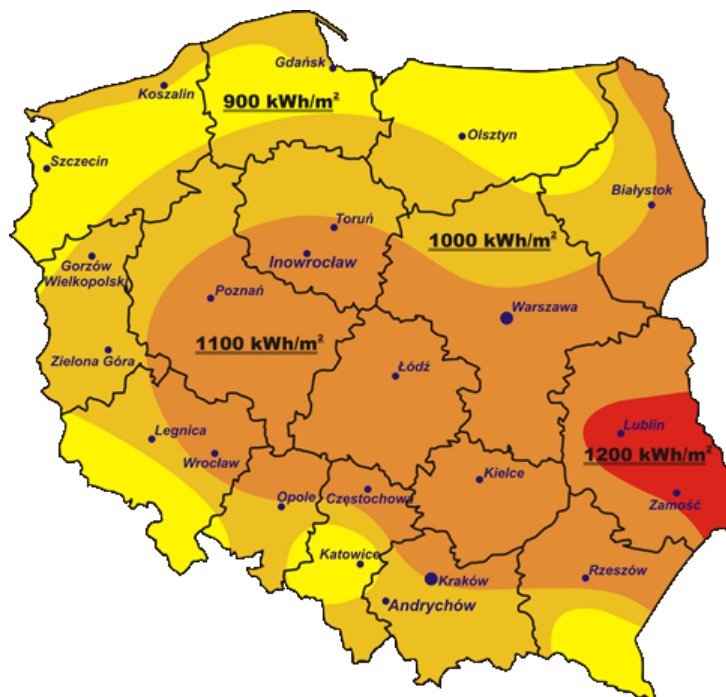 Gdańsk
Koszalin
900 kWh/m²
Olsztyn
Szczecin
Białystok
Toruń
1000 kWh/m²
Gorzów
Wielkopolski
Inowrocław
Poznań
Warszawa
1100 kWh/m²
Zielona Góra
Łódź
Legnica
Lublin
Wrocław
1200 kWh/m²
Kielce
Opole
Częstochowa
Zamość
Katowice
Kraków
Rzeszów
Andrychów